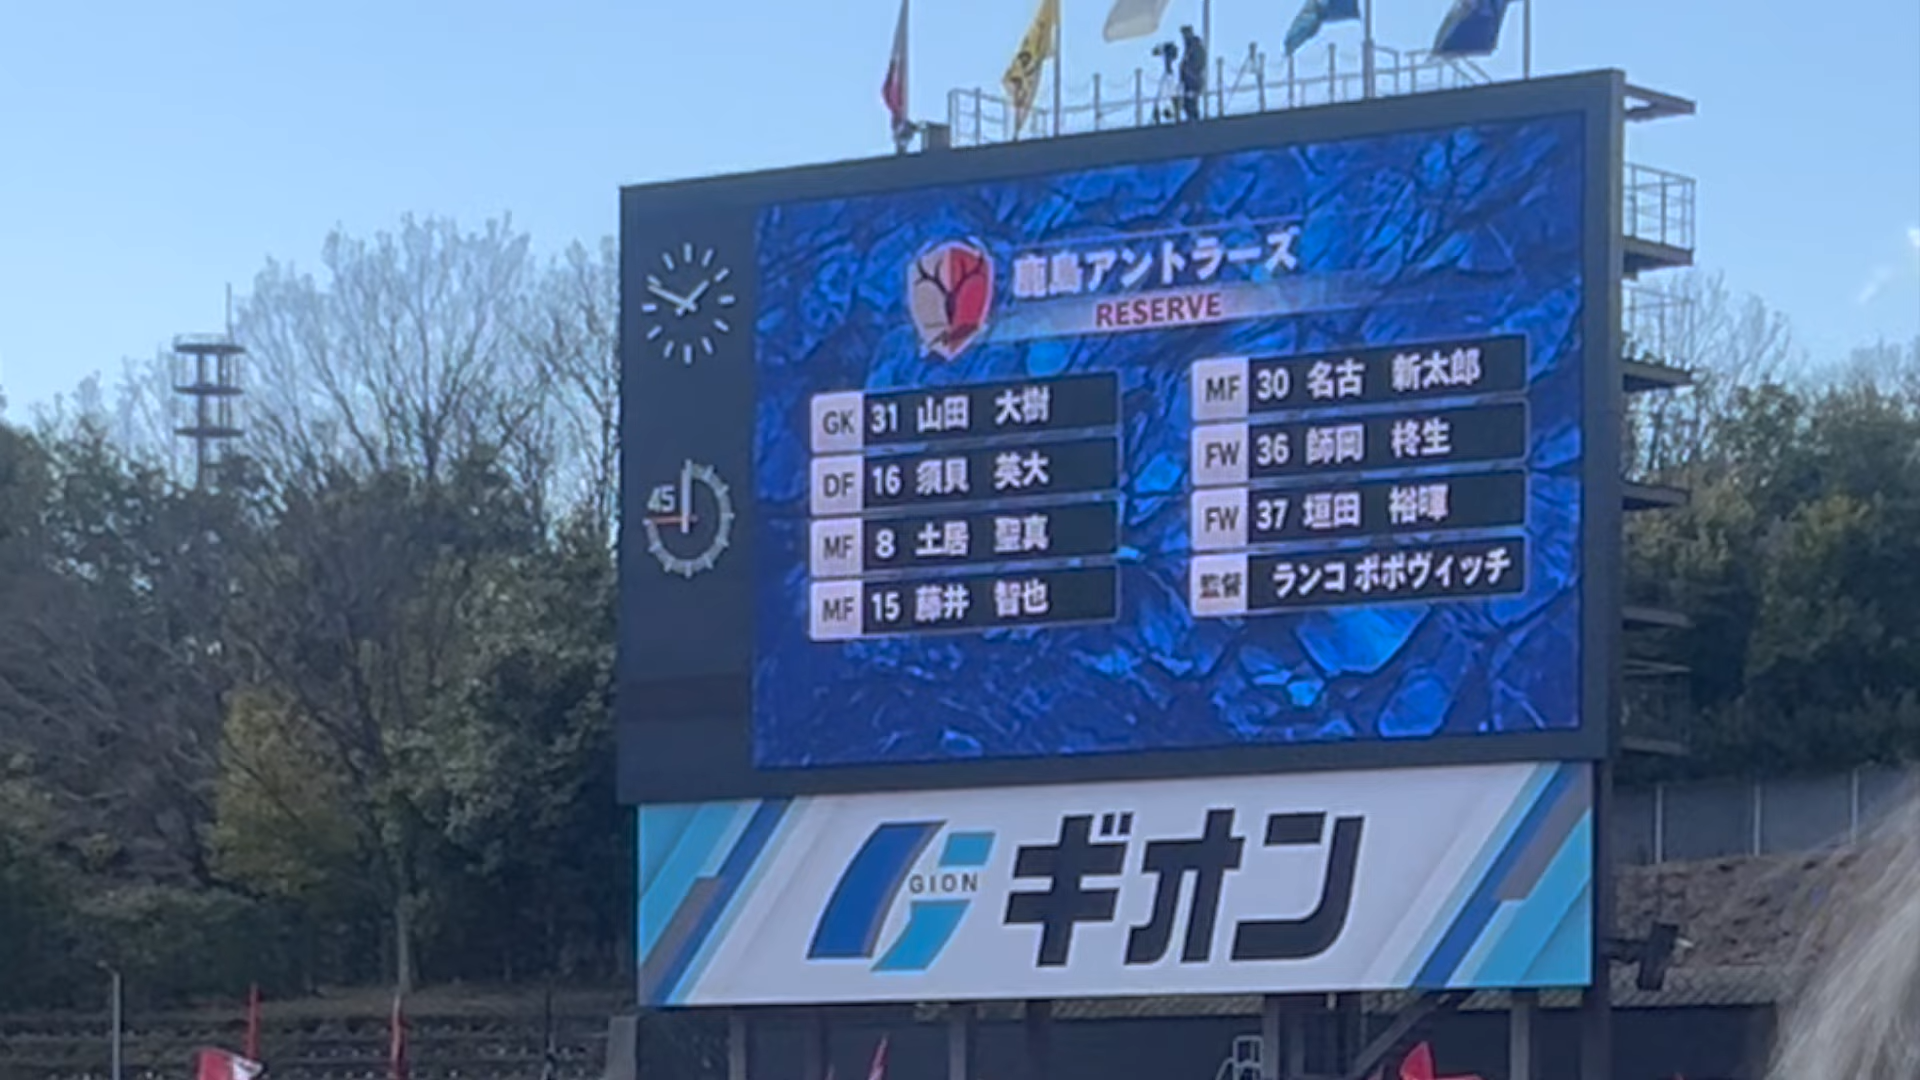 鹿島アントラーズ
RESERVE
GK 31 山田 大樹
DF 16 須貝 英大
MF 8 土居 聖真
MF 15 藤井 智也
MF 30 名古 新太郎
FW 36 師岡 柊生
FW 37 垣田 裕暉
監督 ランコ ポポヴィッチ
45
GION ギオン